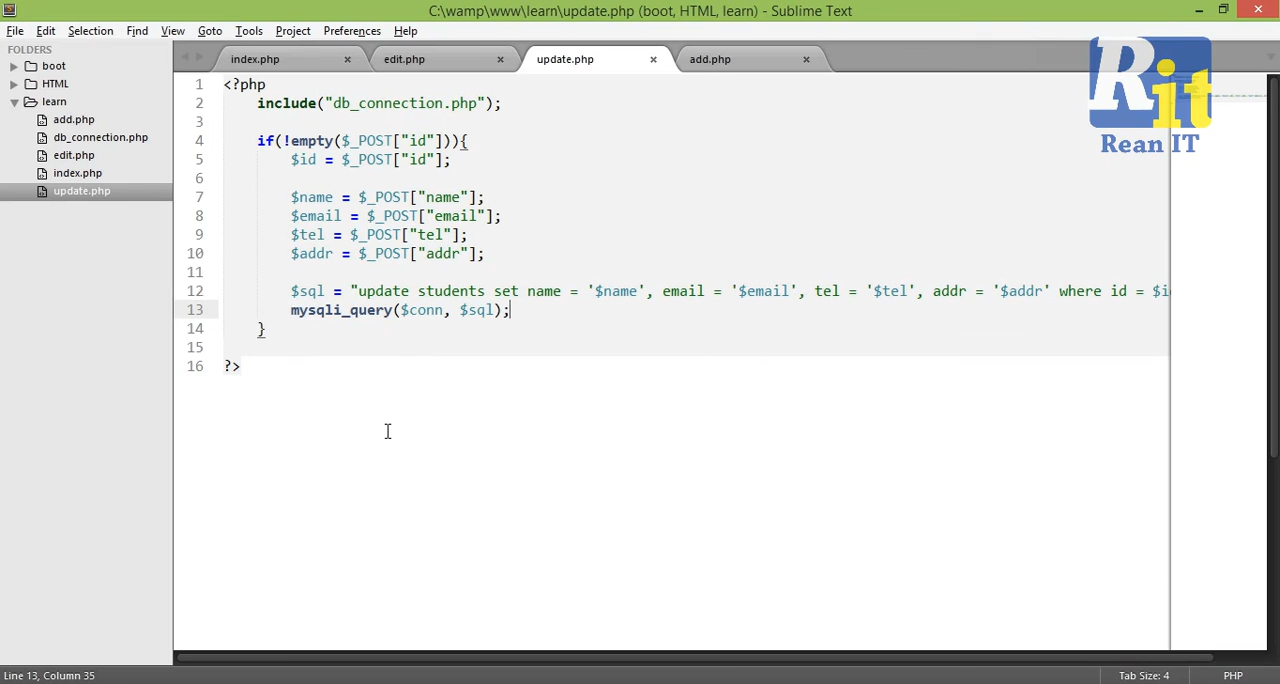 C:\wamp\www\learn\update.php (boot, HTML, learn) - Sublime Text
File Edit Selection Find View Goto Tools Project Preferences Help
FOLDERS
boot
HTML
learn
add.php
db_connection.php
edit.php
index.php
update.php
index.php × edit.php × update.php × add.php ×
Rit
Rean IT
1 <?php
2 include("db_connection.php");
3
4 if(!empty($_POST["id"])){
5 $id = $_POST["id"];
6
7 $name = $_POST["name"];
8 $email = $_POST["email"];
9 $tel = $_POST["tel"];
10 $addr = $_POST["addr"];
11
12 $sql = "update students set name = '$name', email = '$email', tel = '$tel', addr = '$addr' where id = $i
13 mysqli_query($conn, $sql);
14 }
15
16 ?>
Line 13, Column 35
Tab Size: 4
PHP